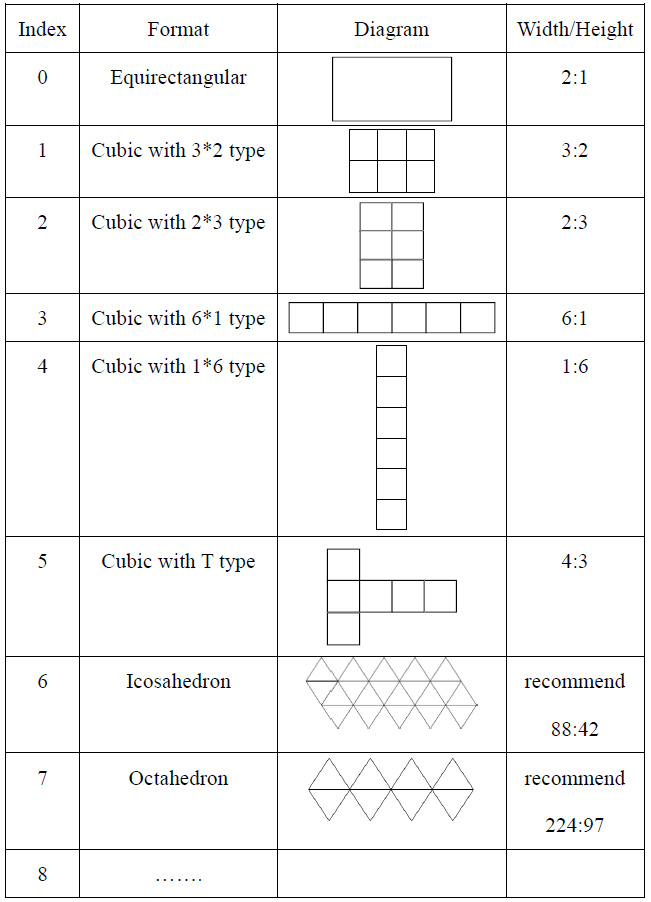 Index Format Diagram Width/Height
0 Equirectangular 2:1
1 Cubic with 3*2 type 3:2
2 Cubic with 2*3 type 2:3
3 Cubic with 6*1 type 6:1
4 Cubic with 1*6 type 1:6
5 Cubic with T type 4:3
6 Icosahedron recommend
88:42
7 Octahedron recommend
224:97
8 …….